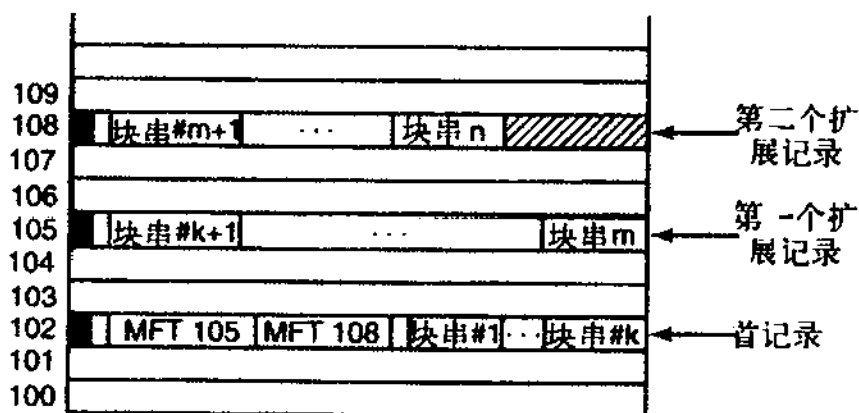 109
108 块串#m+1 ··· 块串n 第二个扩
107 展记录
106
105 块串#k+1 ··· 块串m 第一个扩
104 展记录
103
102 MFT 105 MFT 108 块串#1 ··· 块串#k 首记录
101
100